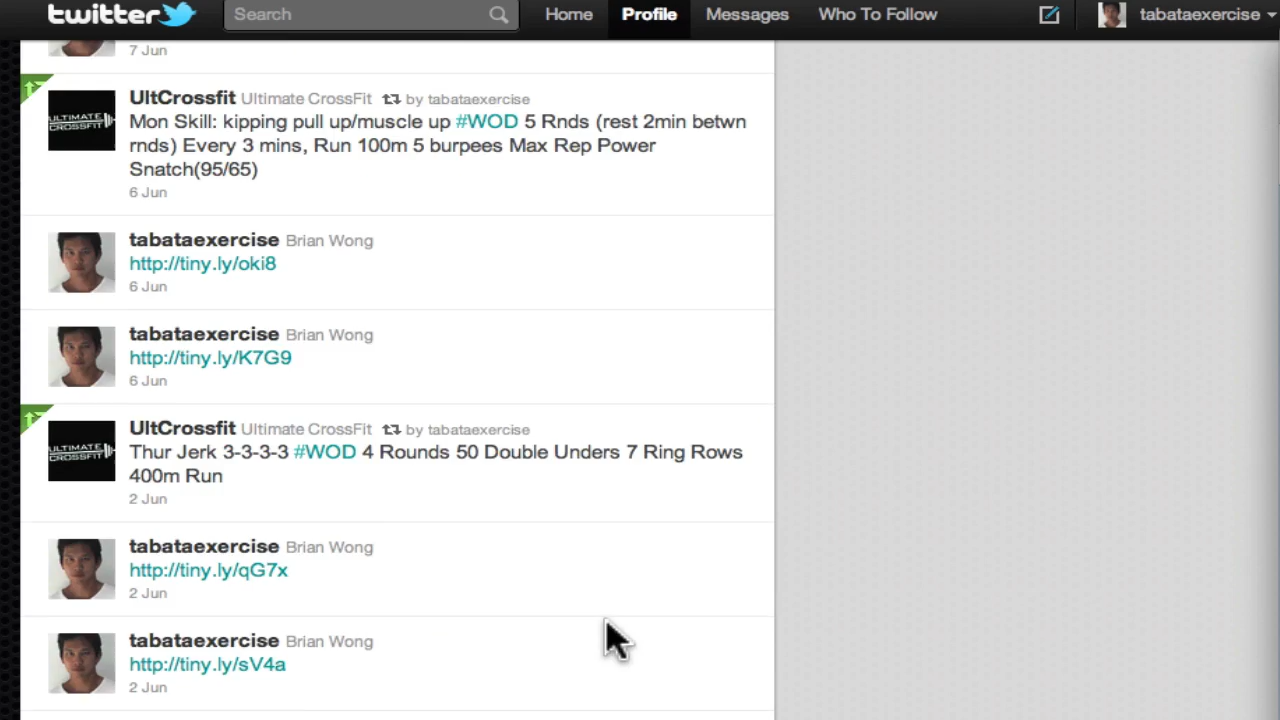 twitter Search Home Profile Messages Who To Follow tabataexercise
7 Jun
UltCrossfit Ultimate CrossFit by tabataexercise
ULTIMATE
CROSSFIT
Mon Skill: kipping pull up/muscle up #WOD 5 Rnds (rest 2min betwn
rnds) Every 3 mins, Run 100m 5 burpees Max Rep Power
Snatch(95/65)
6 Jun
tabataexercise Brian Wong
http://tiny.ly/oki8
6 Jun
tabataexercise Brian Wong
http://tiny.ly/K7G9
6 Jun
UltCrossfit Ultimate CrossFit by tabataexercise
ULTIMATE
CROSSFIT
Thur Jerk 3-3-3-3 #WOD 4 Rounds 50 Double Unders 7 Ring Rows
400m Run
2 Jun
tabataexercise Brian Wong
http://tiny.ly/qG7x
2 Jun
tabataexercise Brian Wong
http://tiny.ly/sV4a
2 Jun